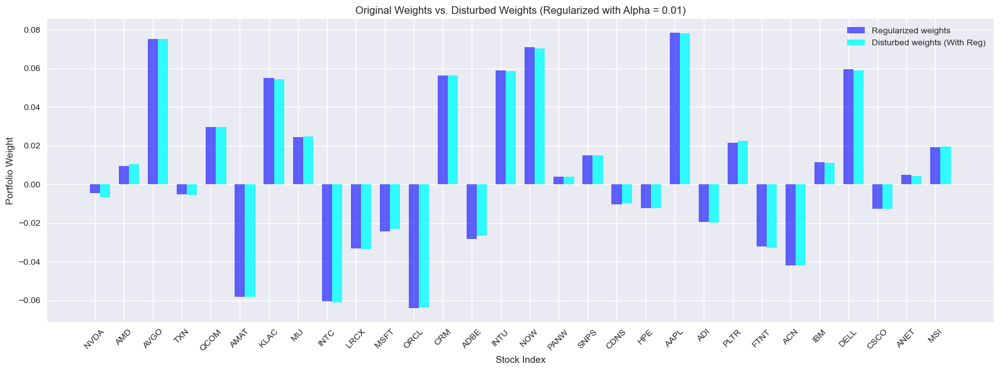 Original Weights vs. Disturbed Weights (Regularized with Alpha = 0.01)
Regularized weights
Disturbed weights (With Reg)
Portfolio Weight
0.08
0.06
0.04
0.02
0.00
−0.02
−0.04
−0.06
NVDA
AMD
AVGO
TXN
QCOM
AMAT
KLAC
MU
INTC
LRCX
MSFT
ORCL
CRM
ADBE
INTU
NOW
PANW
SNPS
CDNS
HPE
AAPL
ADI
PLTR
FTNT
ACN
IBM
DELL
CSCO
ANET
MSI
Stock Index